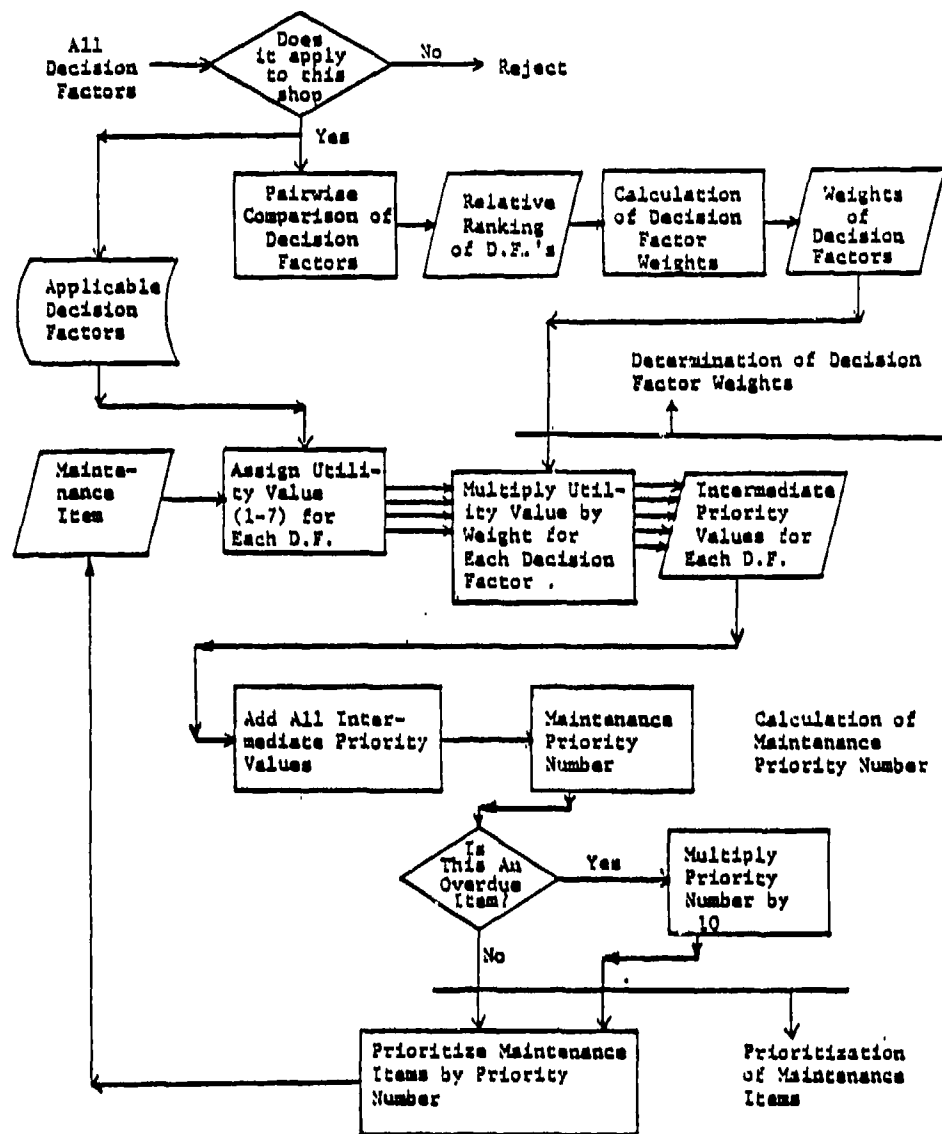 All
Decision
Factors
Does
it apply
to this
shop
No
Reject
Yes
Pairwise
Comparison of
Decision
Factors
Relative
Ranking
of D.F.'s
Calculation
of Decision
Factor
Weights
Weights
of
Decision
Factors
Applicable
Decision
Factors
Determination of Decision
Factor Weights
Mainte-
nance
Item
Assign Utili-
ty Value
(1-7) for
Each D.F.
Multiply Util-
ity Value by
Weight for
Each Decision
Factor .
Intermediate
Priority
Values for
Each D.F.
Add All Inter-
mediate Priority
Values
Maintenance
Priority
Number
Calculation of
Maintenance
Priority Number
Is
This An
Overdue
Item?
Yes
Multiply
Priority
Number by
10
No
Prioritize Maintenance
Items by Priority
Number
Prioritization
of Maintenance
Items